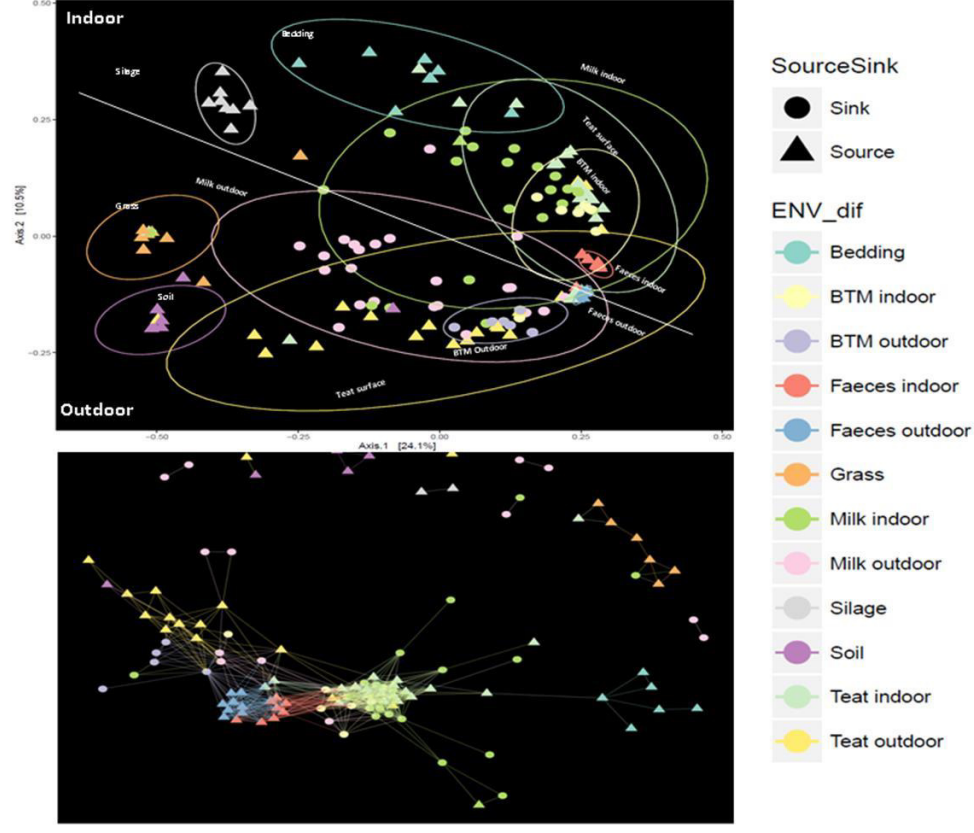 0.50
Indoor
Bedding
Silage
Milk indoor
0.25
Teat surface
BTM indoor
Milk outdoor
Grass
Axis.2 [10.5%]
0.00
Faeces indoor
Soil
Faeces outdoor
-0.25
BTM Outdoor
Teat surface
Outdoor
-0.50
-0.25
0.00
0.25
0.50
Axis.1 [24.1%]
SourceSink
Sink
Source
ENV_dif
Bedding
BTM indoor
BTM outdoor
Faeces indoor
Faeces outdoor
Grass
Milk indoor
Milk outdoor
Silage
Soil
Teat indoor
Teat outdoor